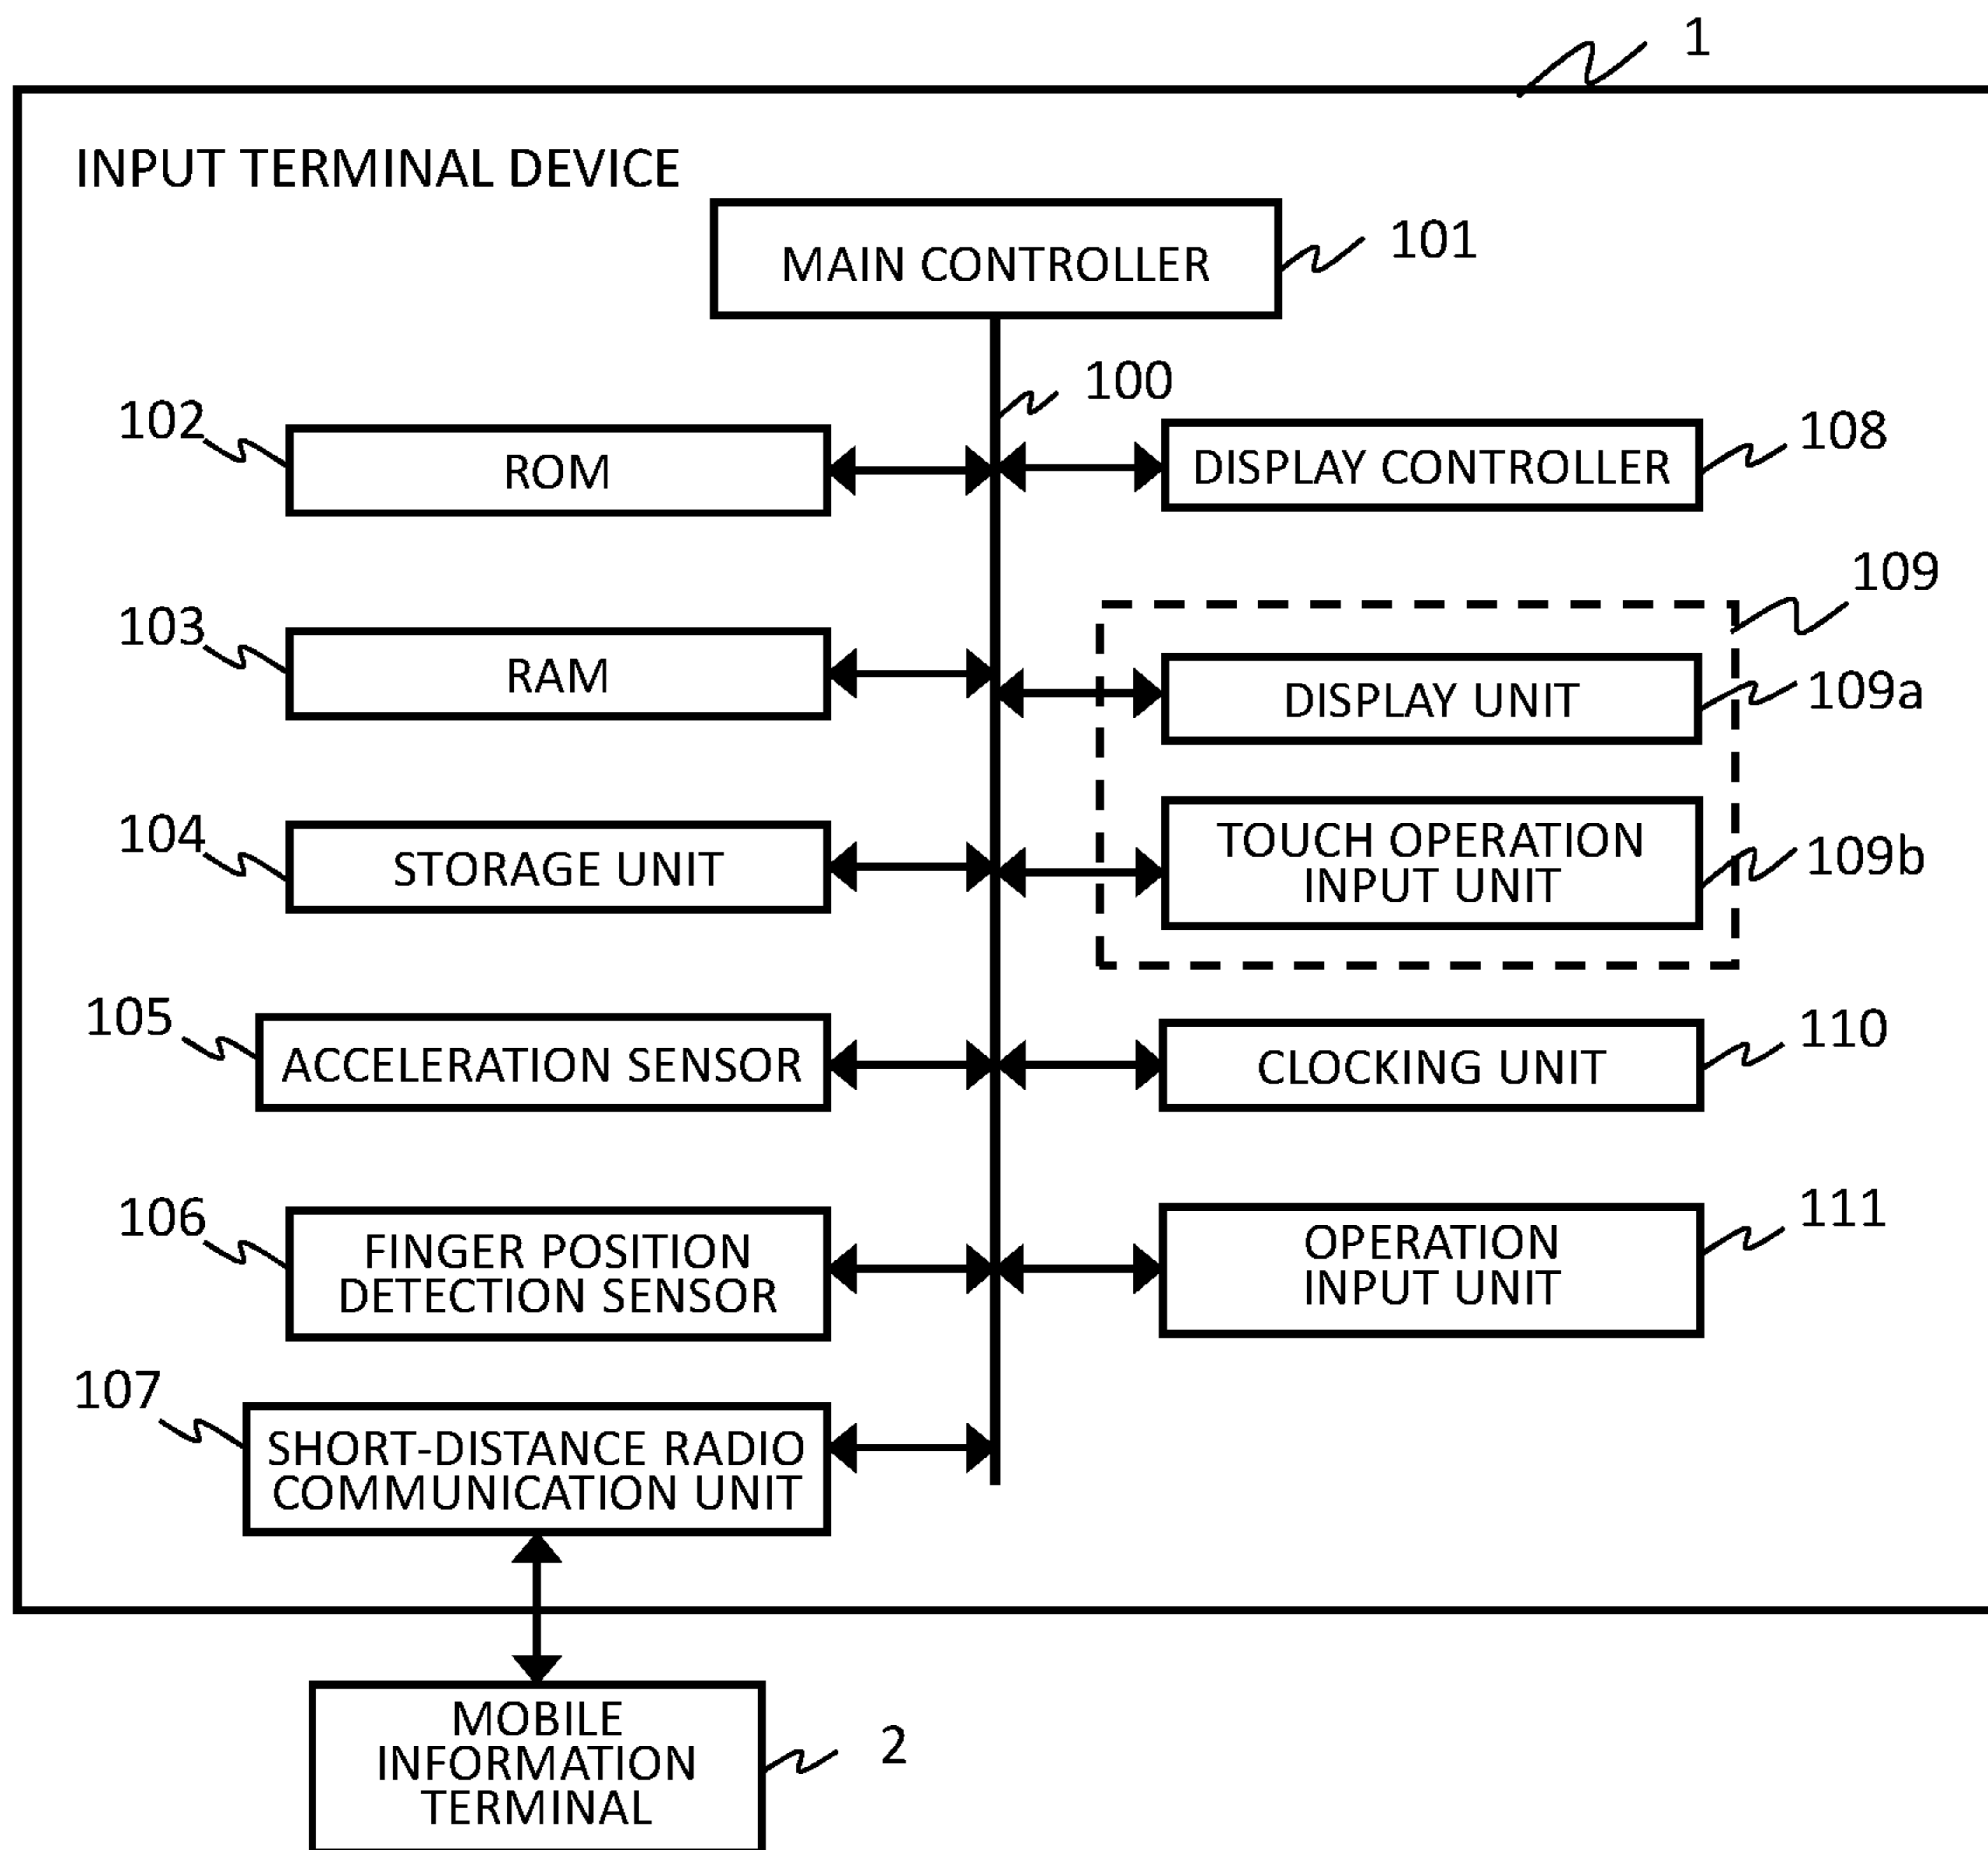 1
INPUT TERMINAL DEVICE
MAIN CONTROLLER
101
100
102
ROM
DISPLAY CONTROLLER
108
109
103
RAM
DISPLAY UNIT
109a
104
STORAGE UNIT
TOUCH OPERATION
INPUT UNIT
109b
105
ACCELERATION SENSOR
CLOCKING UNIT
110
106
FINGER POSITION
DETECTION SENSOR
OPERATION
INPUT UNIT
111
107
SHORT-DISTANCE RADIO
COMMUNICATION UNIT
MOBILE
INFORMATION
TERMINAL
2